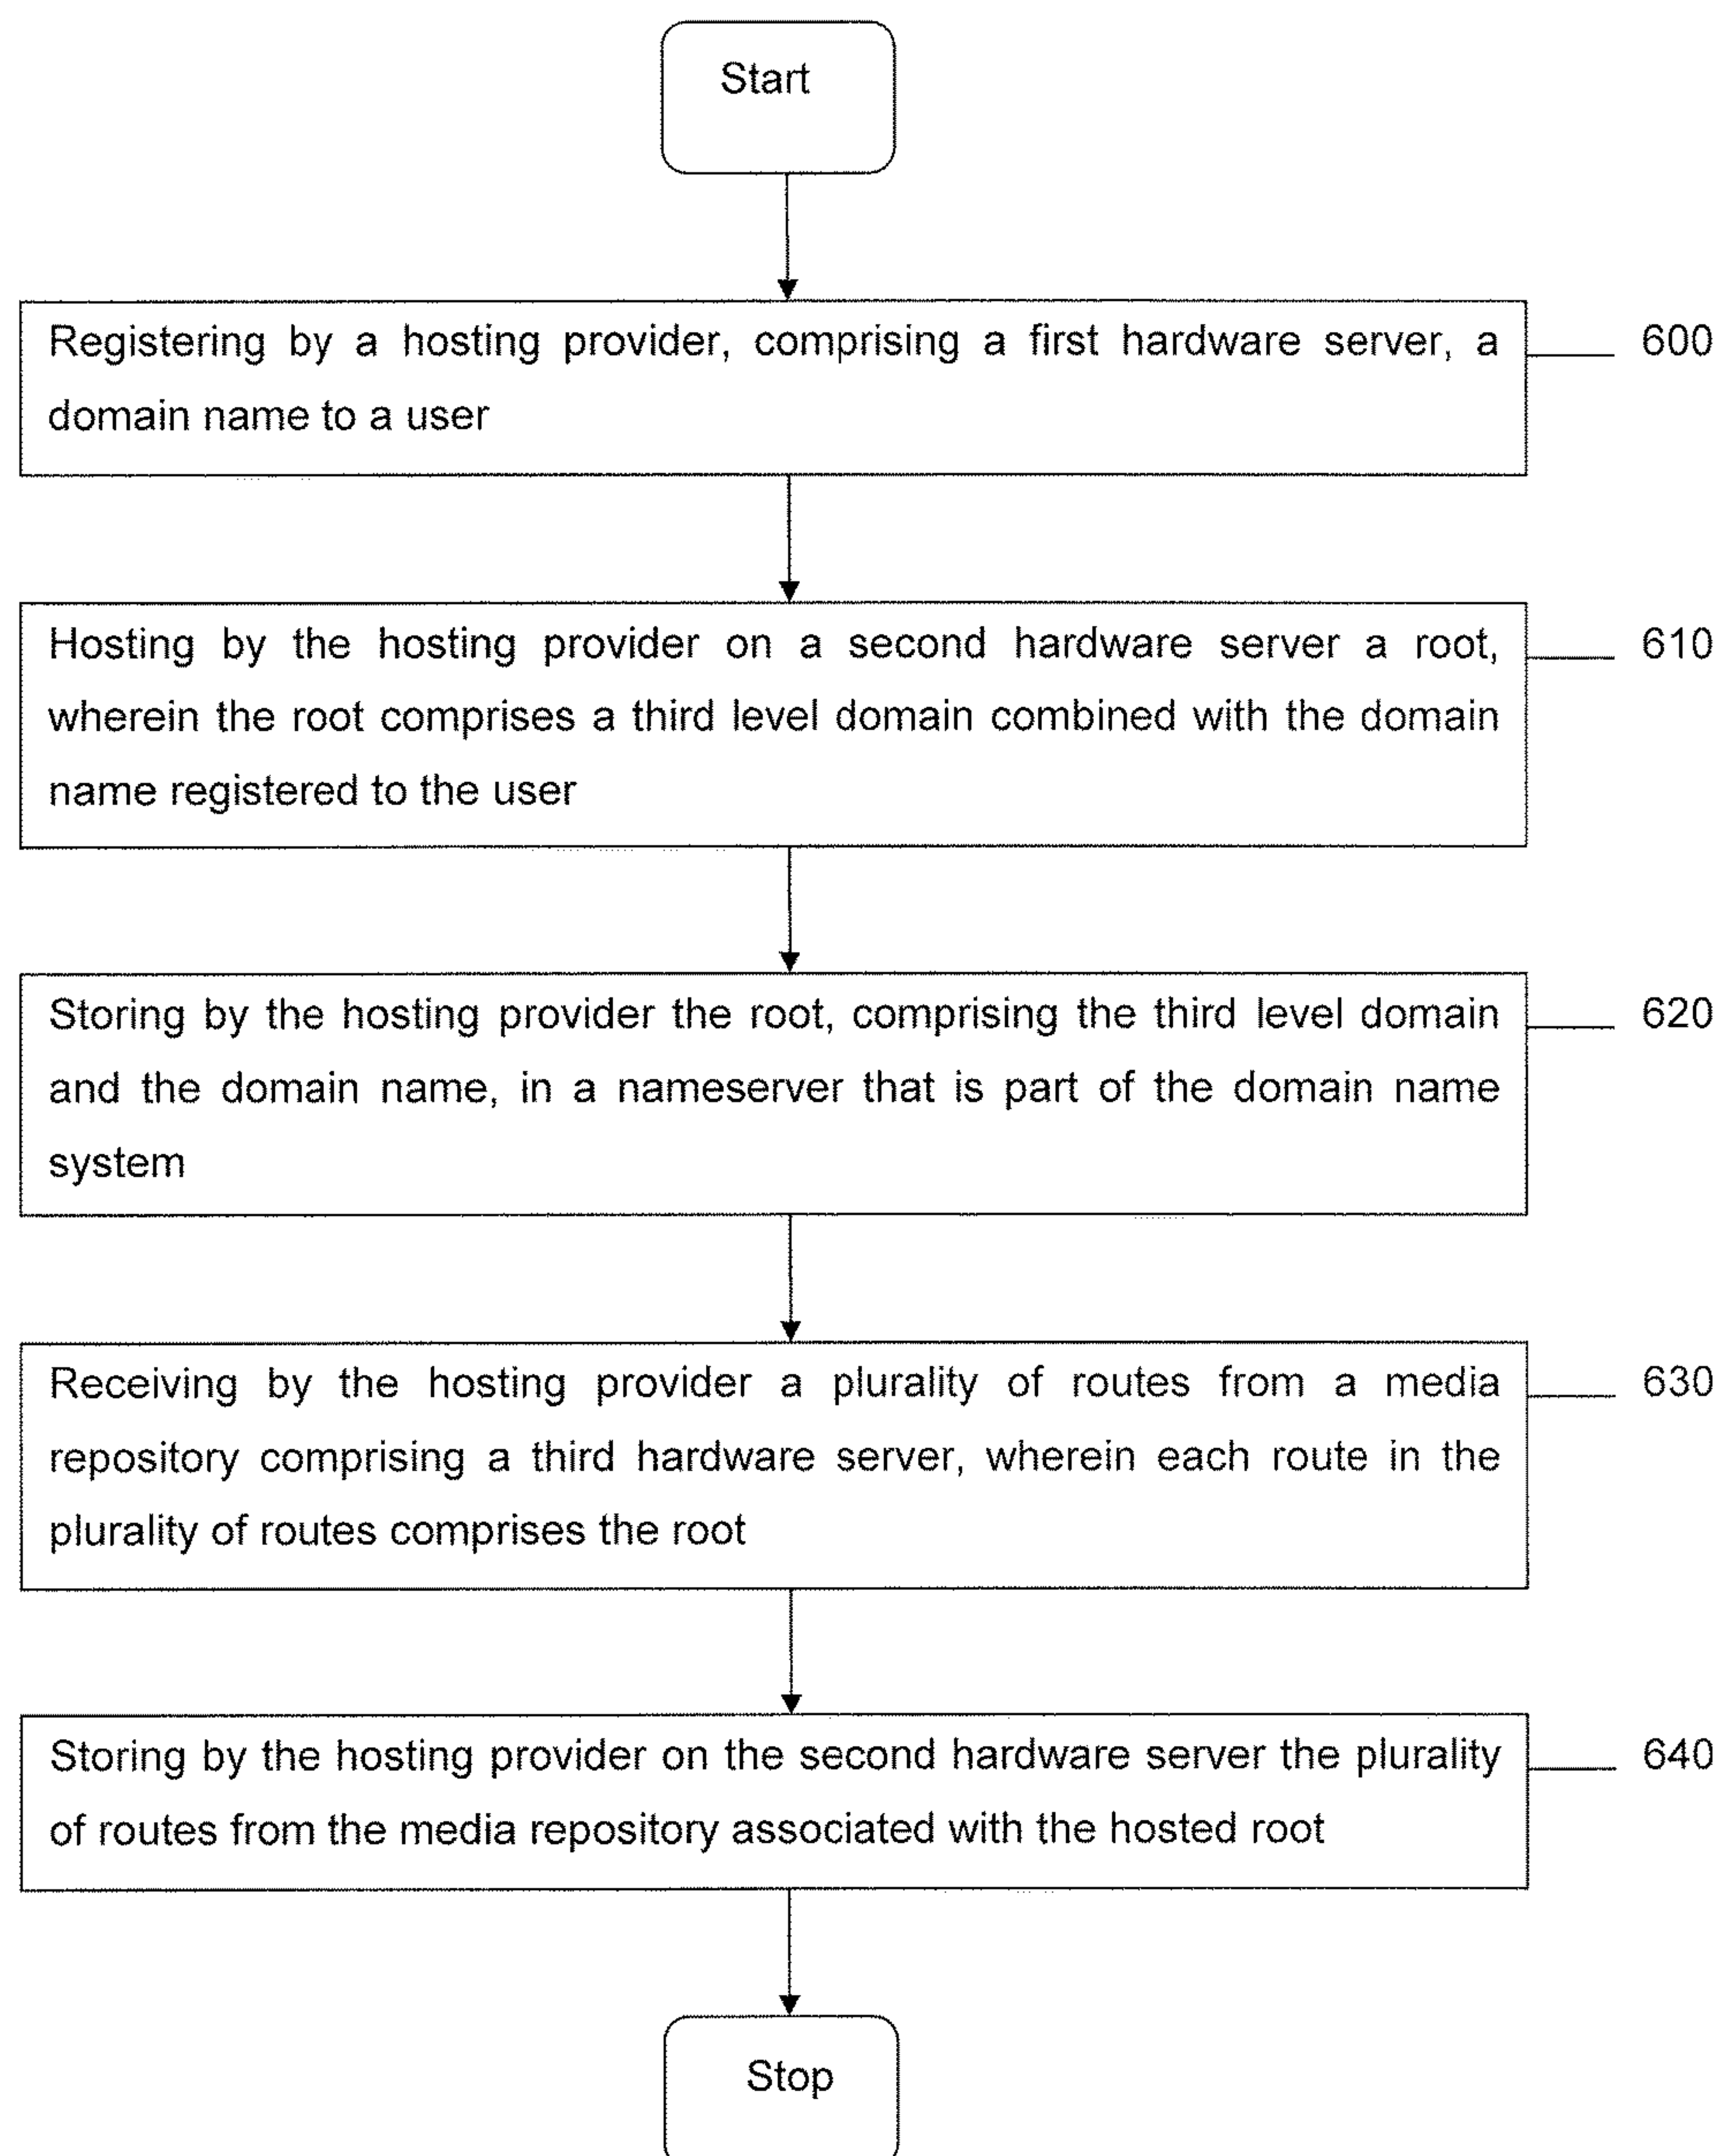 Start
Registering by a hosting provider, comprising a first hardware server, a
domain name to a user
600
Hosting by the hosting provider on a second hardware server a root,
wherein the root comprises a third level domain combined with the domain
name registered to the user
610
Storing by the hosting provider the root, comprising the third level domain
and the domain name, in a nameserver that is part of the domain name
system
620
Receiving by the hosting provider a plurality of routes from a media
repository comprising a third hardware server, wherein each route in the
plurality of routes comprises the root
630
Storing by the hosting provider on the second hardware server the plurality
of routes from the media repository associated with the hosted root
640
Stop